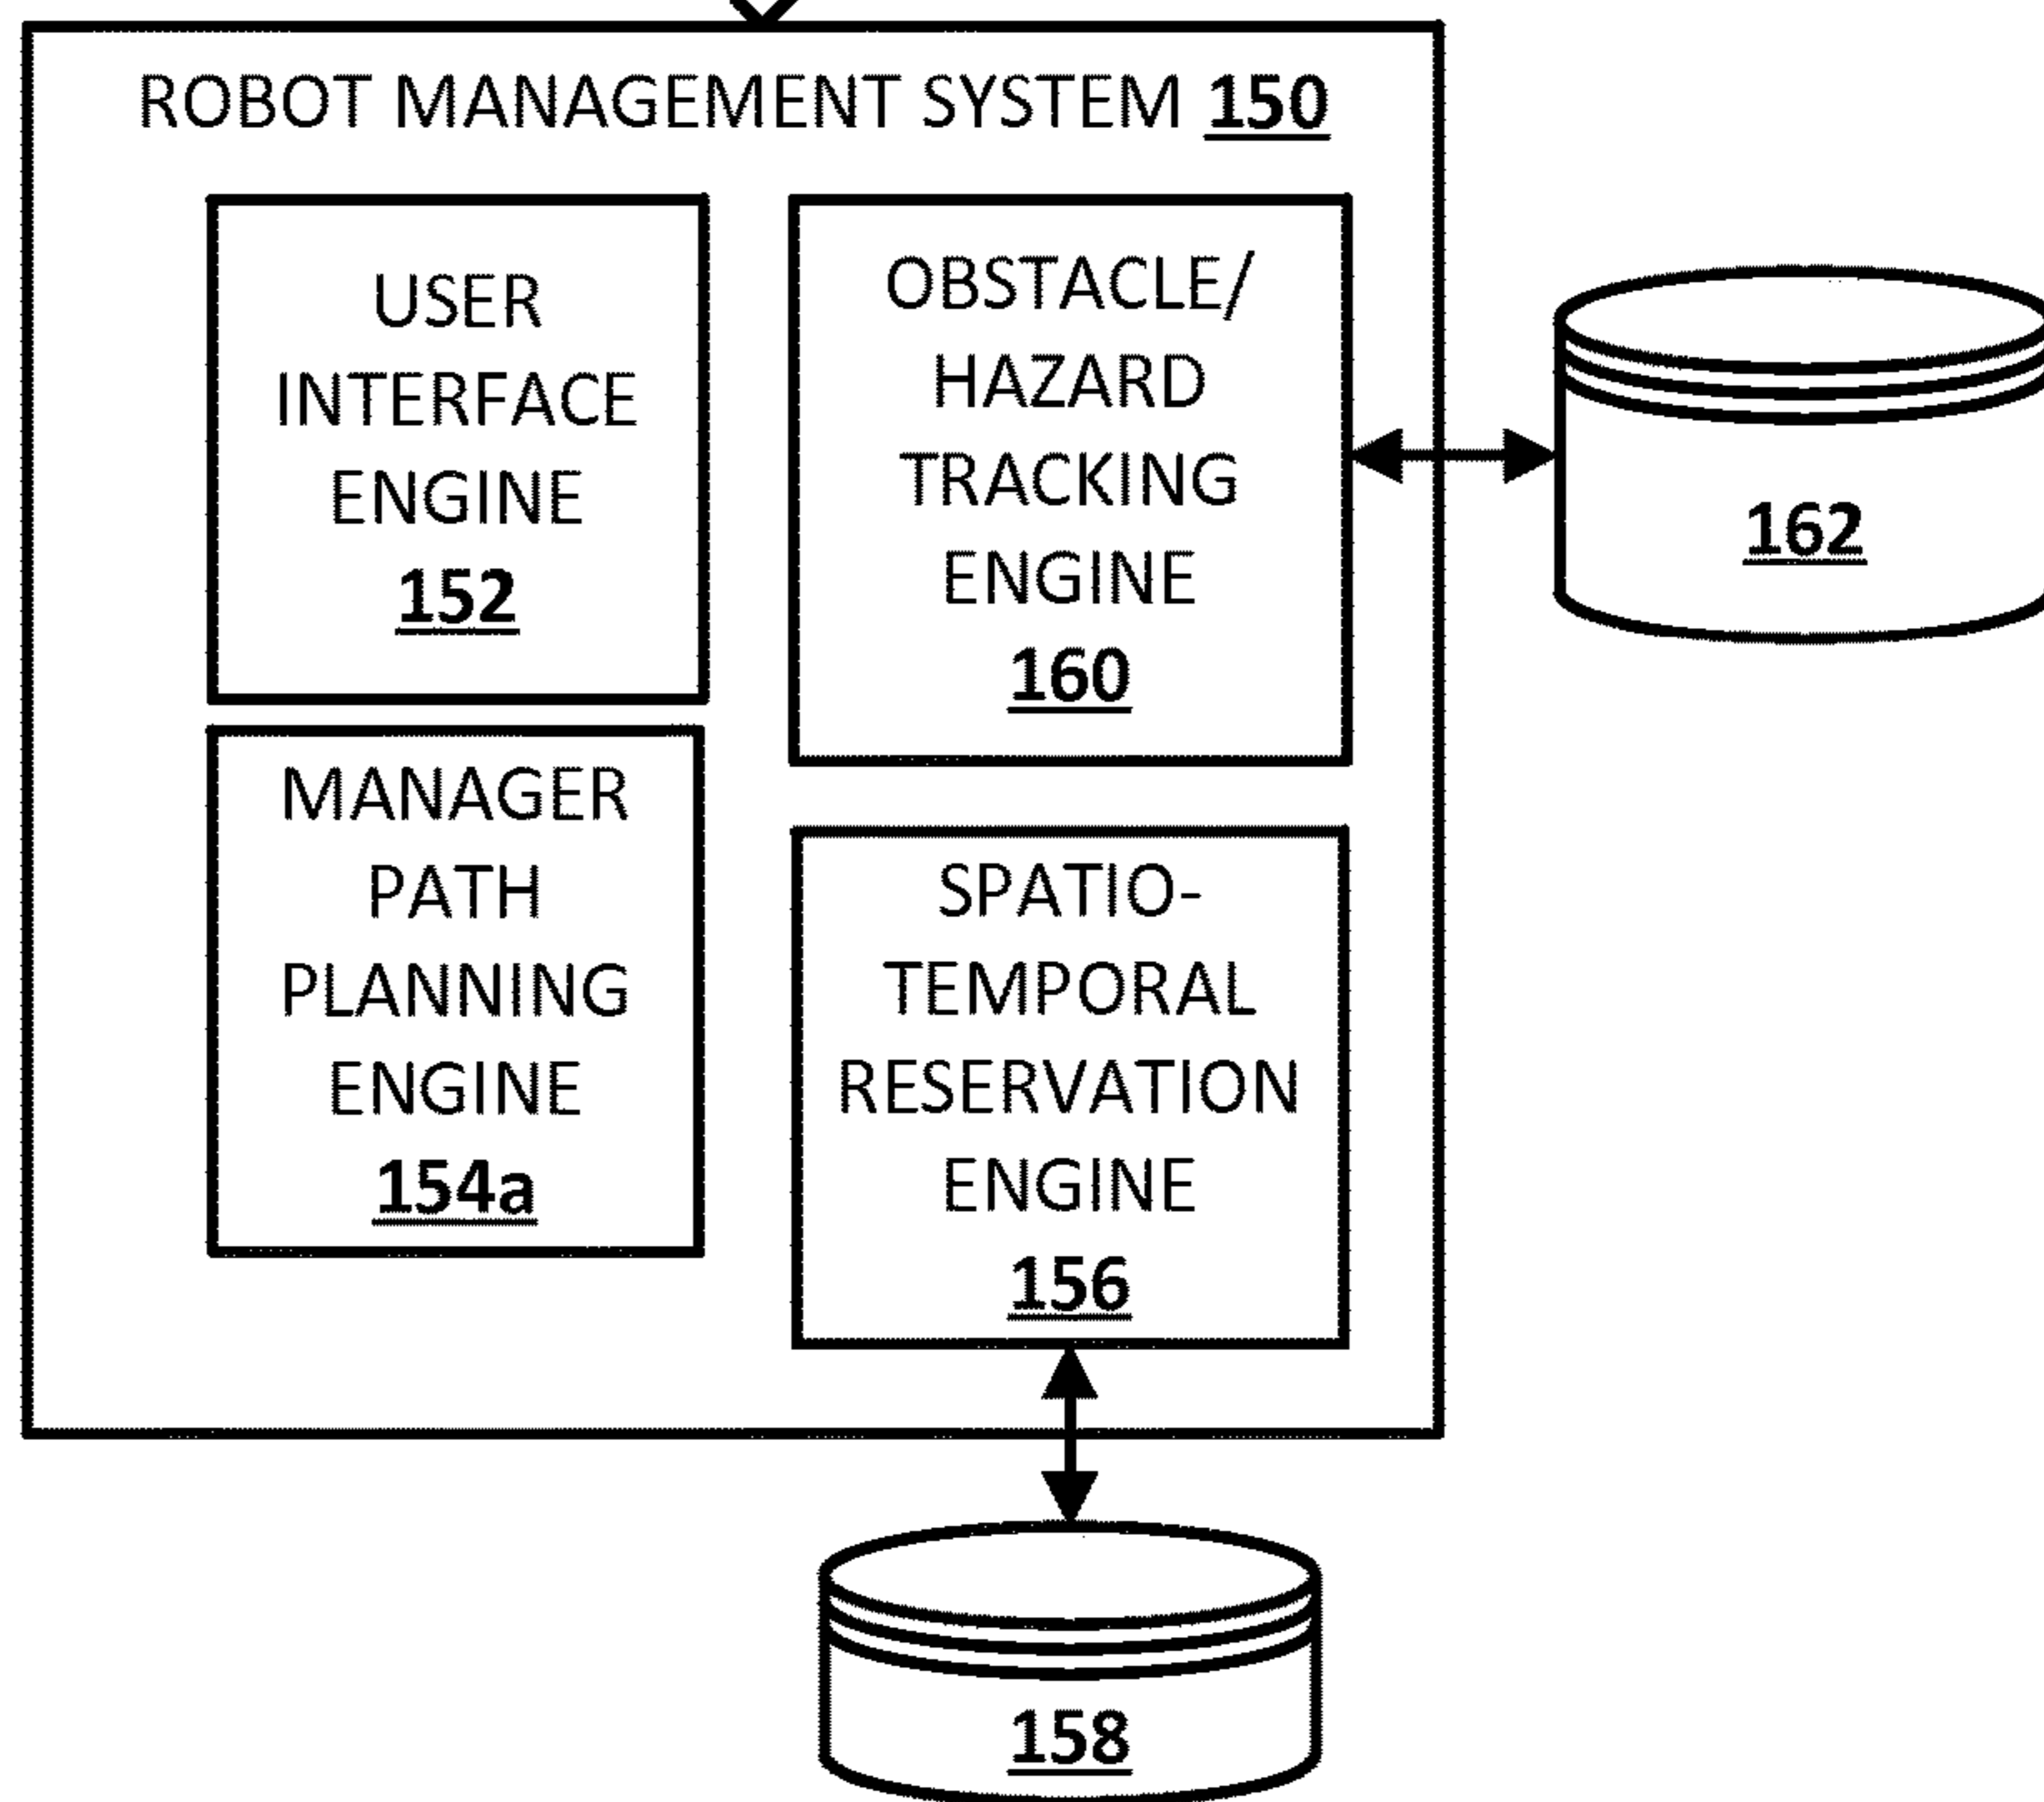 ROBOT MANAGEMENT SYSTEM 150
USER
INTERFACE
ENGINE
152
OBSTACLE/
HAZARD
TRACKING
ENGINE
160
162
MANAGER
PATH
PLANNING
ENGINE
154a
SPATIO-
TEMPORAL
RESERVATION
ENGINE
156
158